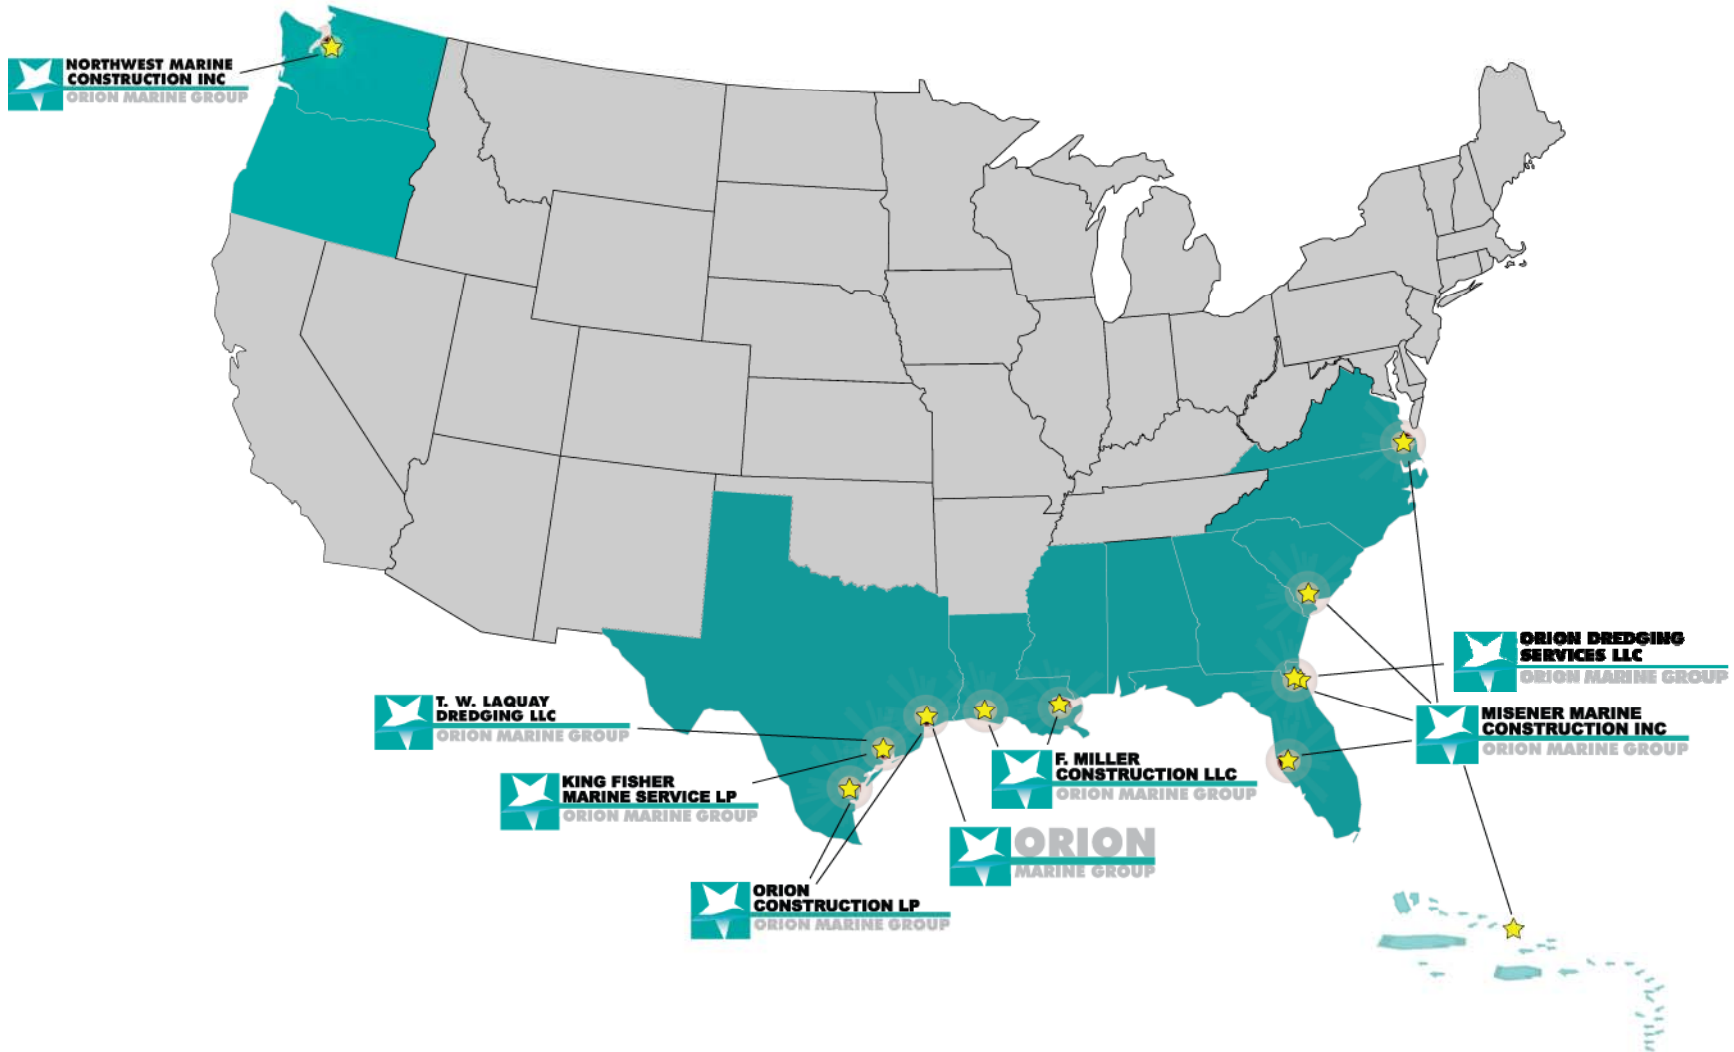 NORTHWEST MARINE
CONSTRUCTION INC
ORION MARINE GROUP
ORION DREDGING
SERVICES LLC
ORION MARINE GROUP
T. W. LAQUAY
DREDGING LLC
ORION MARINE GROUP
MISENER MARINE
CONSTRUCTION INC
ORION MARINE GROUP
F. MILLER
CONSTRUCTION LLC
ORION MARINE GROUP
KING FISHER
MARINE SERVICE LP
ORION MARINE GROUP
ORION
MARINE GROUP
ORION
CONSTRUCTION LP
ORION MARINE GROUP